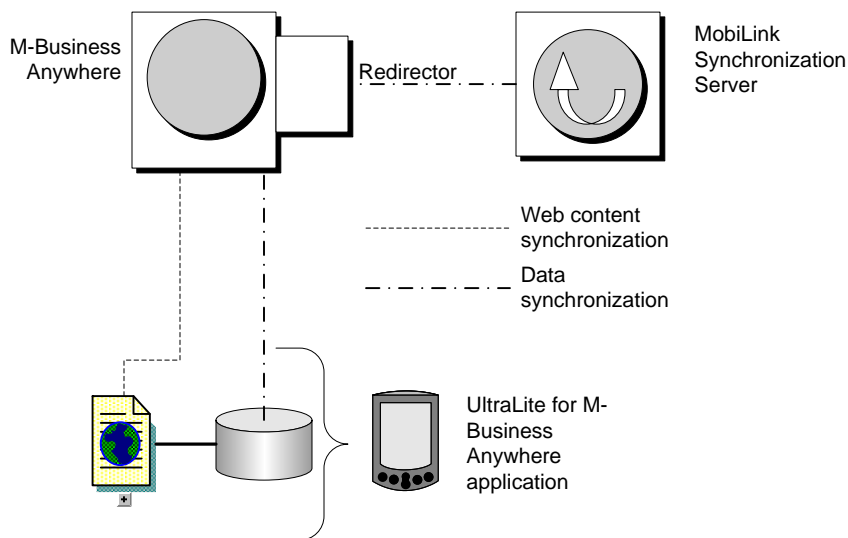 M-Business
Anywhere
Redirector
MobiLink
Synchronization
Server
Web content
synchronization
Data
synchronization
UltraLite for M-
Business
Anywhere
application